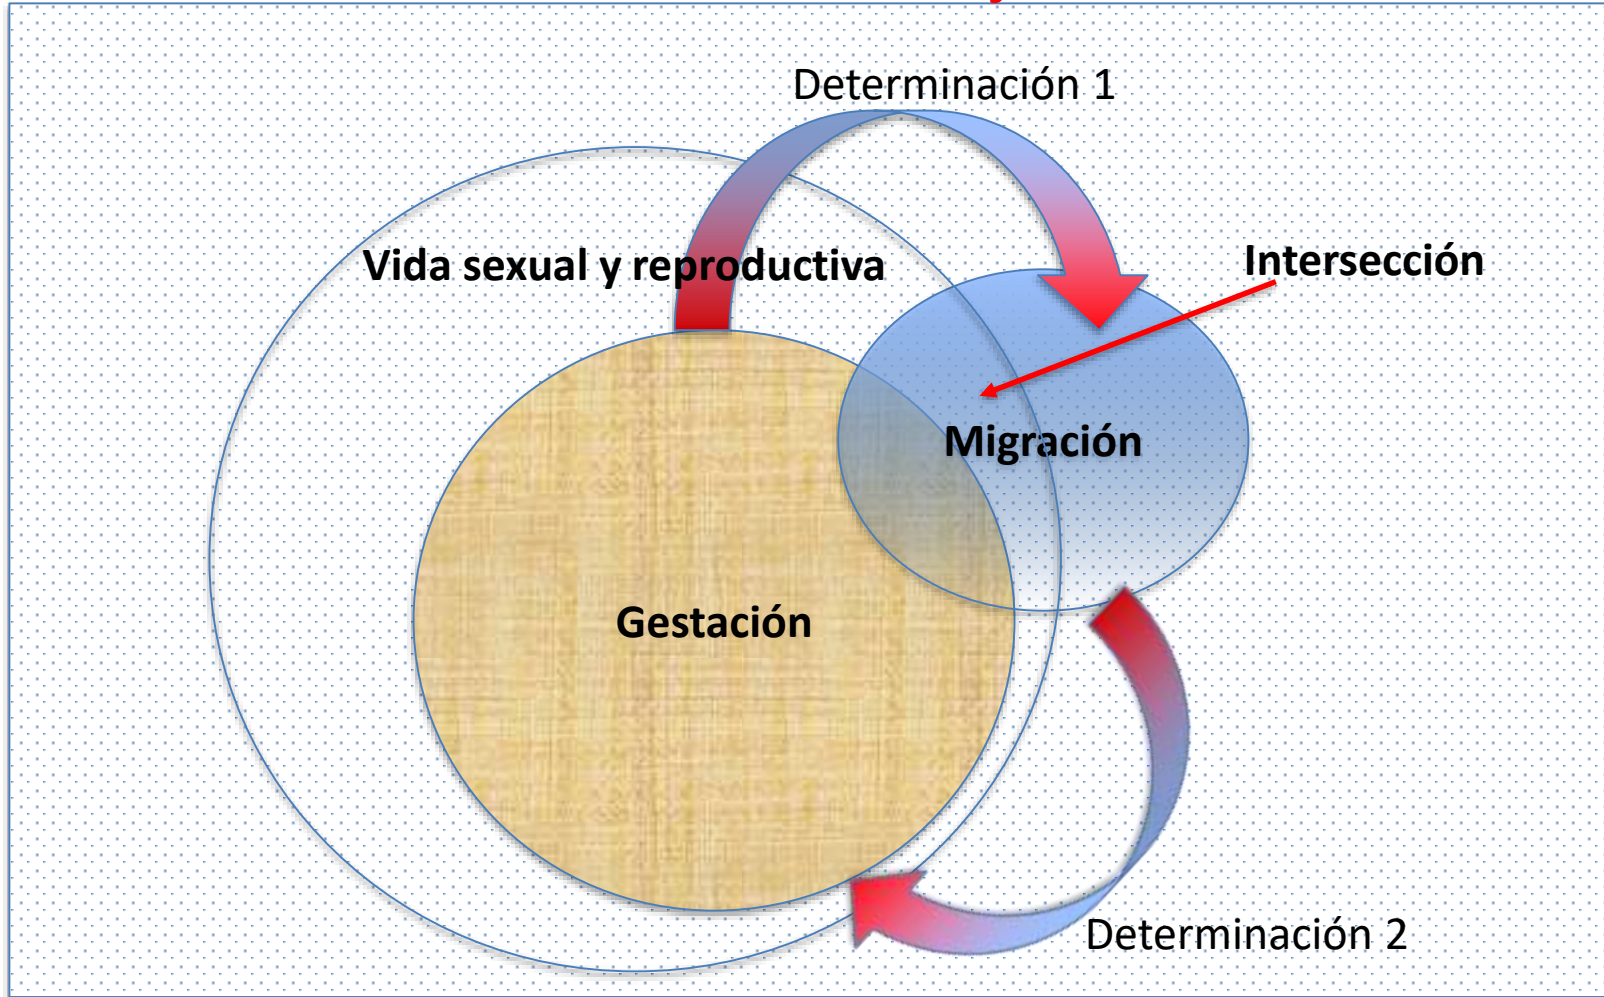 Determinación 1
Vida sexual y reproductiva
Intersección
Migración
Gestación
Determinación 2